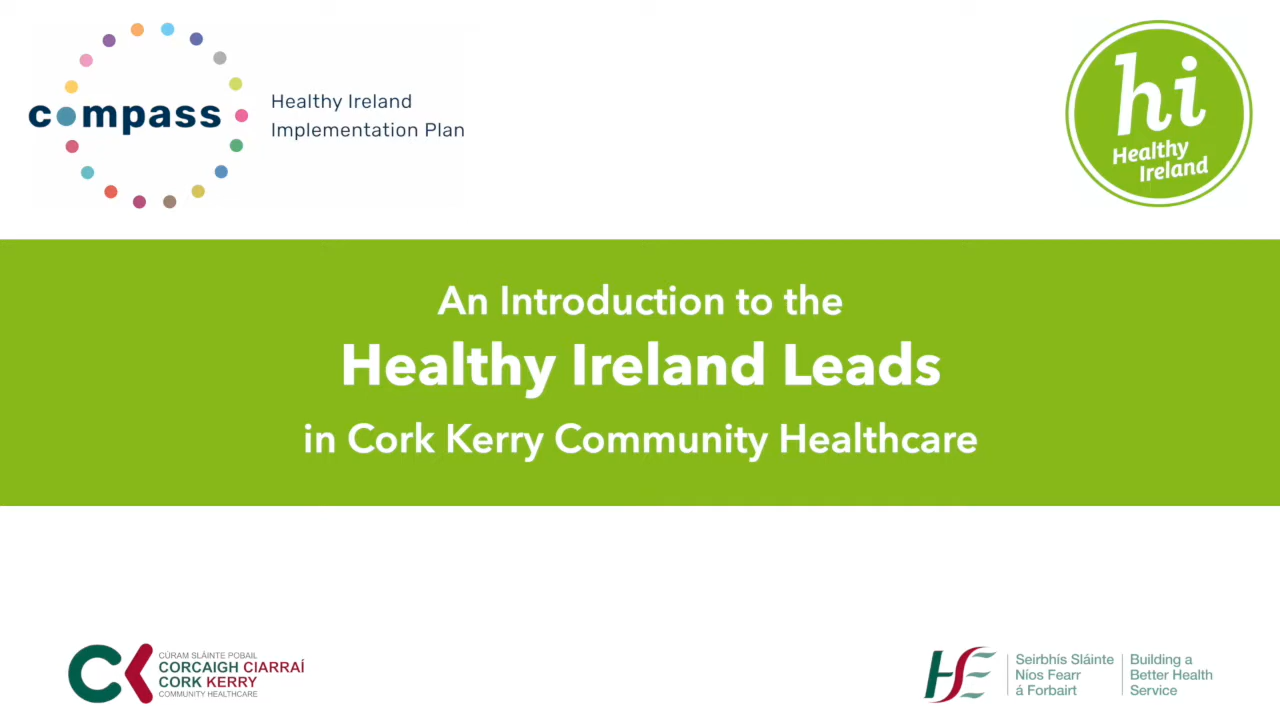 compass
Healthy Ireland
Implementation Plan
hi
Healthy
Ireland
An Introduction to the
Healthy Ireland Leads
in Cork Kerry Community Healthcare
CK
CÚRAM SLÁINTE POBAIL
CORCAIGH CIARRAÍ
CORK KERRY
COMMUNITY HEALTHCARE
HSE
Seirbhís Sláinte
Níos Fearr
á Forbairt
Building a
Better Health
Service